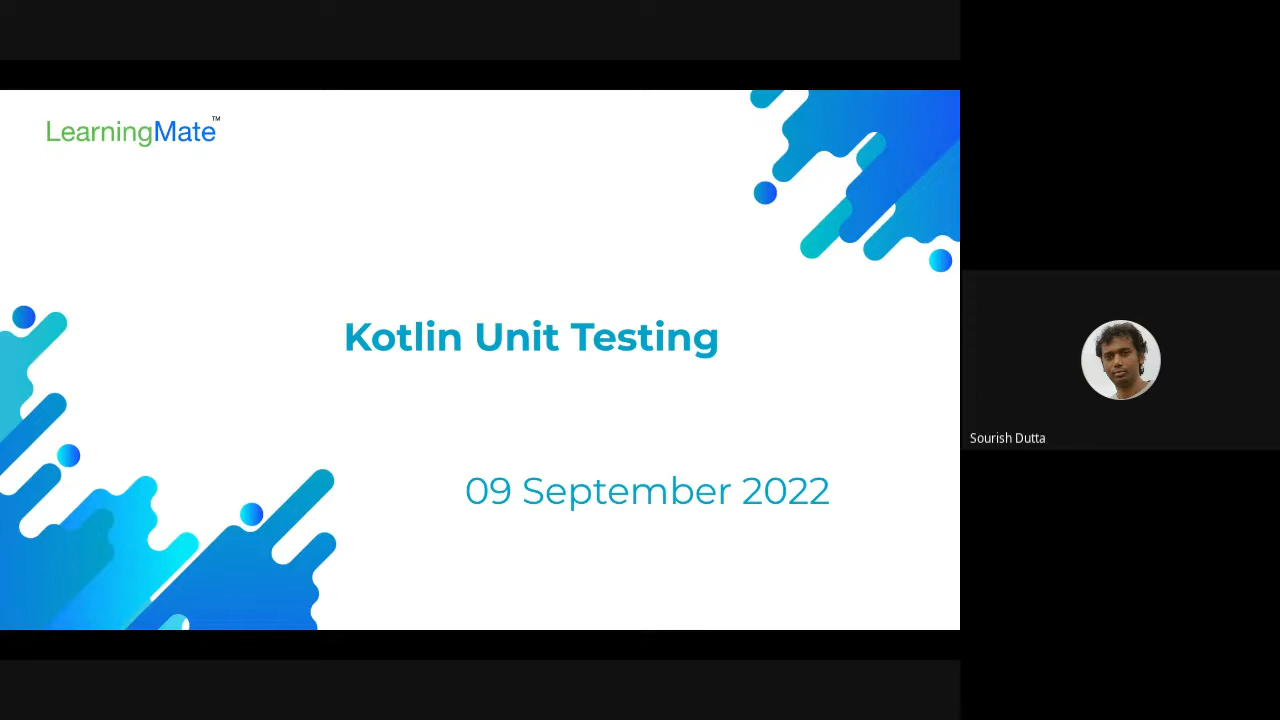 LearningMate™
Kotlin Unit Testing
09 September 2022
Sourish Dutta